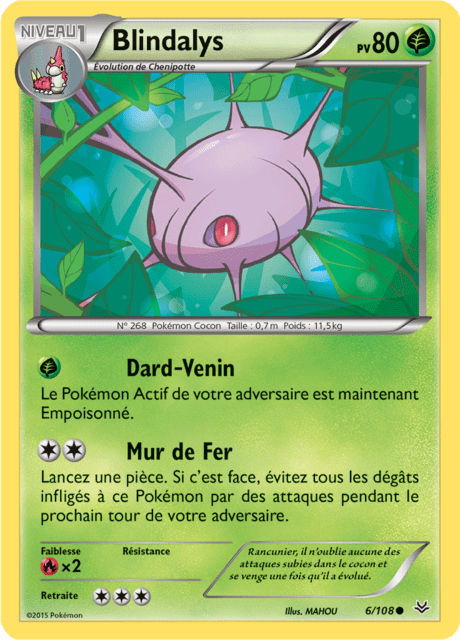 NIVEAU 1
Blindalys
PV 80
Évolution de Chenipotte
N° 268 Pokémon Cocon Taille : 0,7 m Poids : 11,5 kg
Dard-Venin
Le Pokémon Actif de votre adversaire est maintenant
Empoisonné.
Mur de Fer
Lancez une pièce. Si c'est face, évitez tous les dégâts
infligés à ce Pokémon par des attaques pendant le
prochain tour de votre adversaire.
Faiblesse Résistance
×2
Rancunier, il n'oublie aucune des
attaques subies dans le cocon et
se venge une fois qu'il a évolué.
Retraite
Illus. MAHOU 6/108
©2015 Pokémon